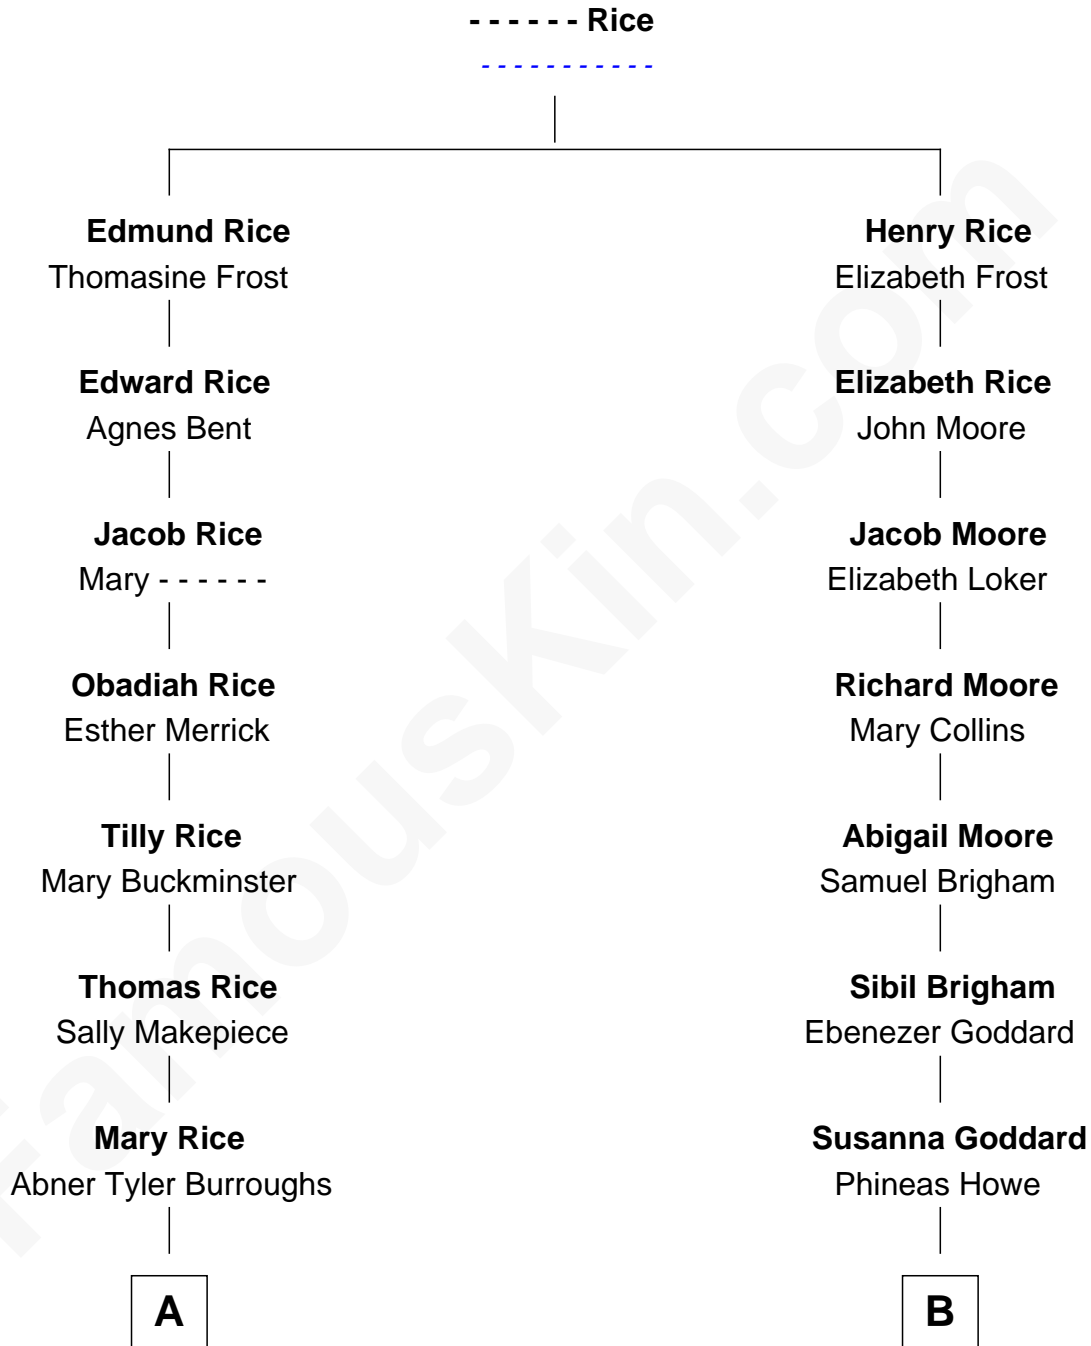 - - - - - - Rice
- - - - - - - - - - -
Edmund Rice
Thomasine Frost
Henry Rice
Elizabeth Frost
Edward Rice
Agnes Bent
Elizabeth Rice
John Moore
Jacob Rice
Mary - - - - - -
Jacob Moore
Elizabeth Loker
Obadiah Rice
Esther Merrick
Richard Moore
Mary Collins
Tilly Rice
Mary Buckminster
Abigail Moore
Samuel Brigham
Thomas Rice
Sally Makepiece
Sibil Brigham
Ebenezer Goddard
Mary Rice
Abner Tyler Burroughs
Susanna Goddard
Phineas Howe
A
B
FamousKin.com